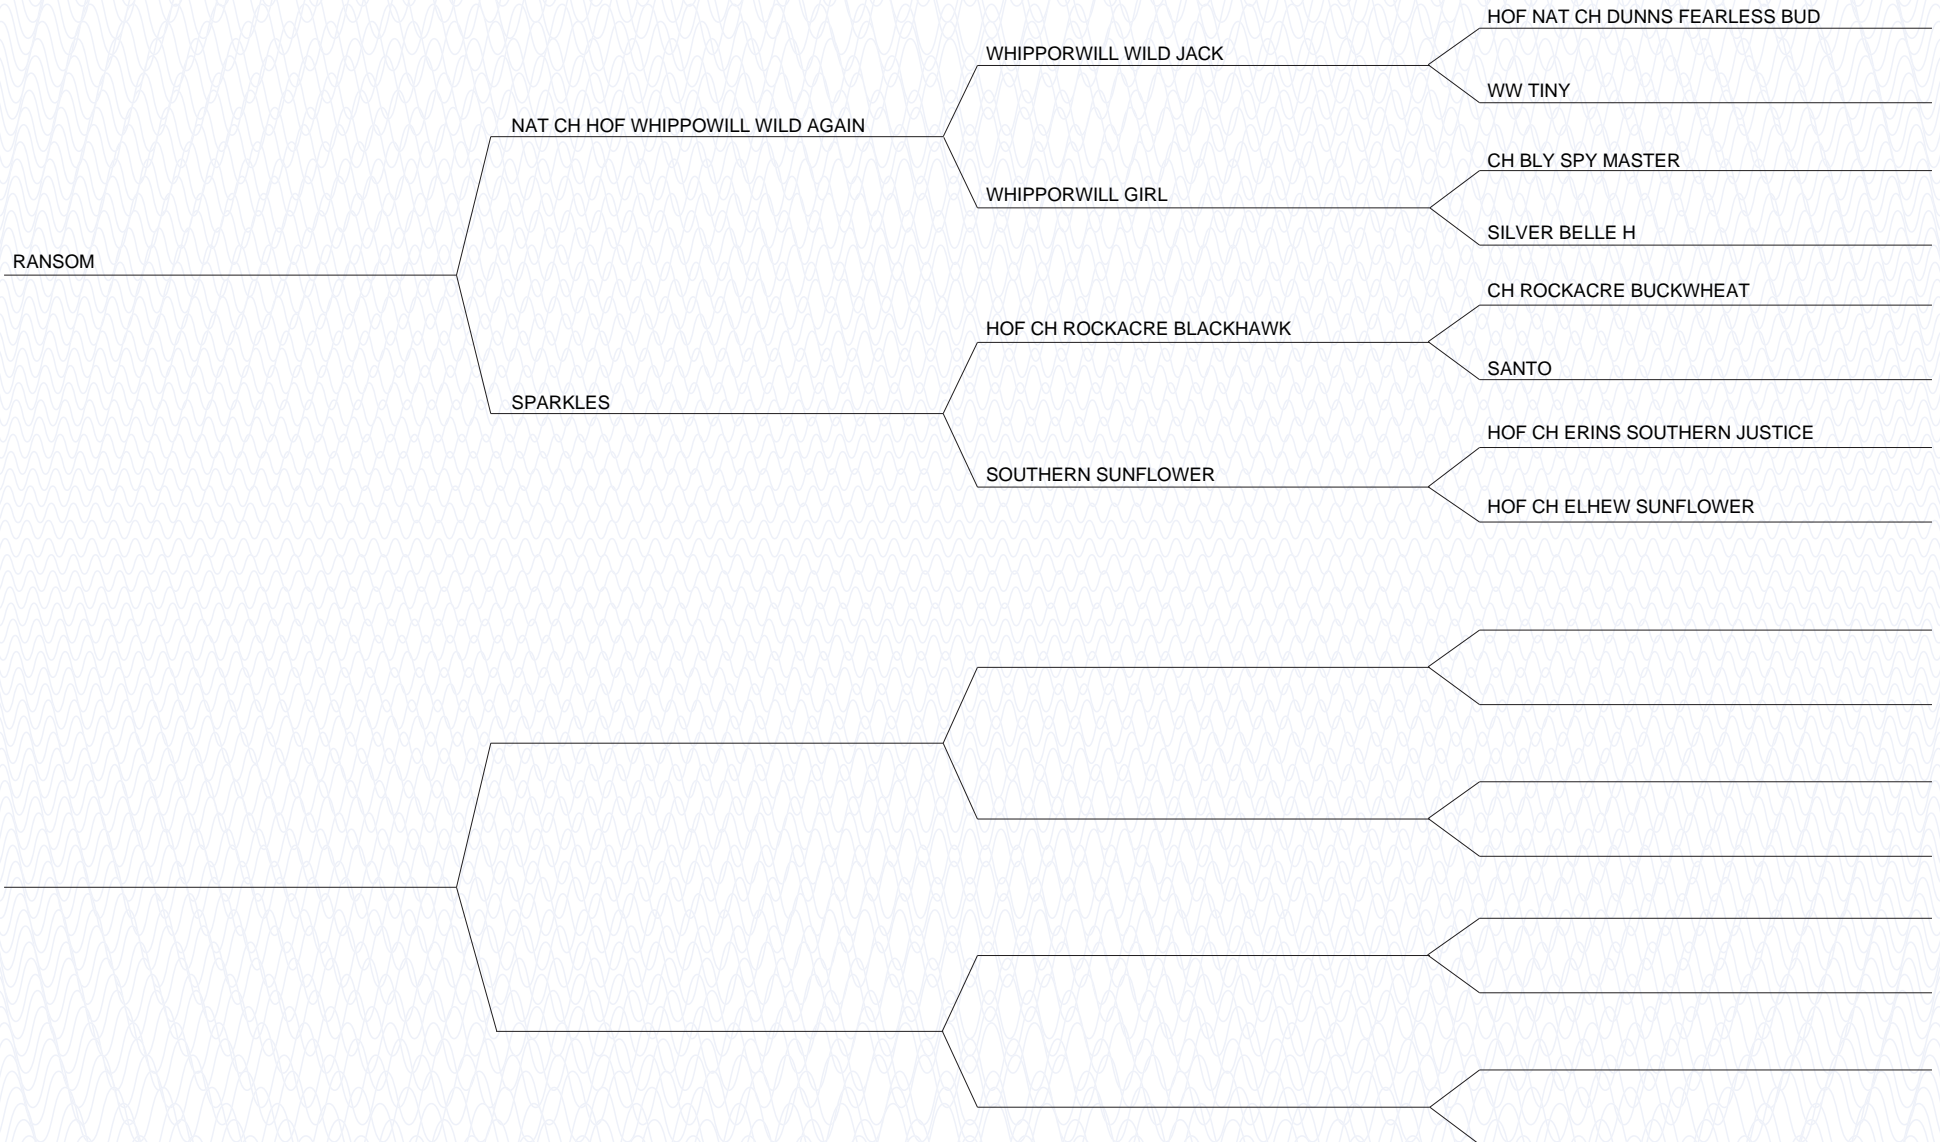 HOF NAT CH DUNNS FEARLESS BUD
WHIPPORWILL WILD JACK
WW TINY
NAT CH HOF WHIPPOWILL WILD AGAIN
CH BLY SPY MASTER
WHIPPORWILL GIRL
SILVER BELLE H
RANSOM
CH ROCKACRE BUCKWHEAT
HOF CH ROCKACRE BLACKHAWK
SANTO
SPARKLES
HOF CH ERINS SOUTHERN JUSTICE
SOUTHERN SUNFLOWER
HOF CH ELHEW SUNFLOWER